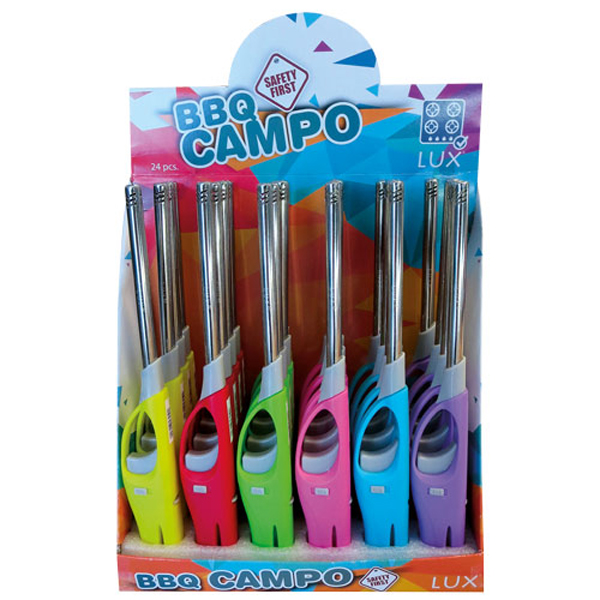 SAFETY
FIRST
BBQ
CAMPO
LUX
24 pcs.
BBQ CAMPO
SAFETY
FIRST
LUX